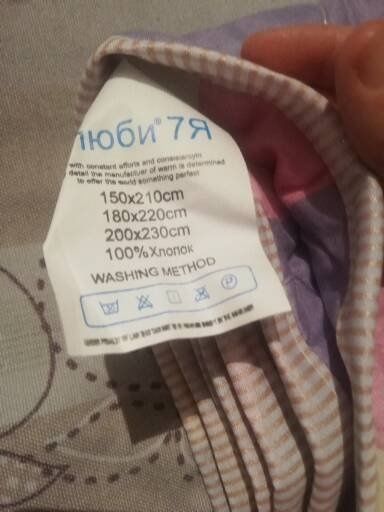 люби® 7Я
with constant efforts and consciencism
detail the manufacturer of warm is determined
to offer the world something perfect
150x210cm
180x220cm
200x230cm
100%Хлопок
WASHING METHOD
P